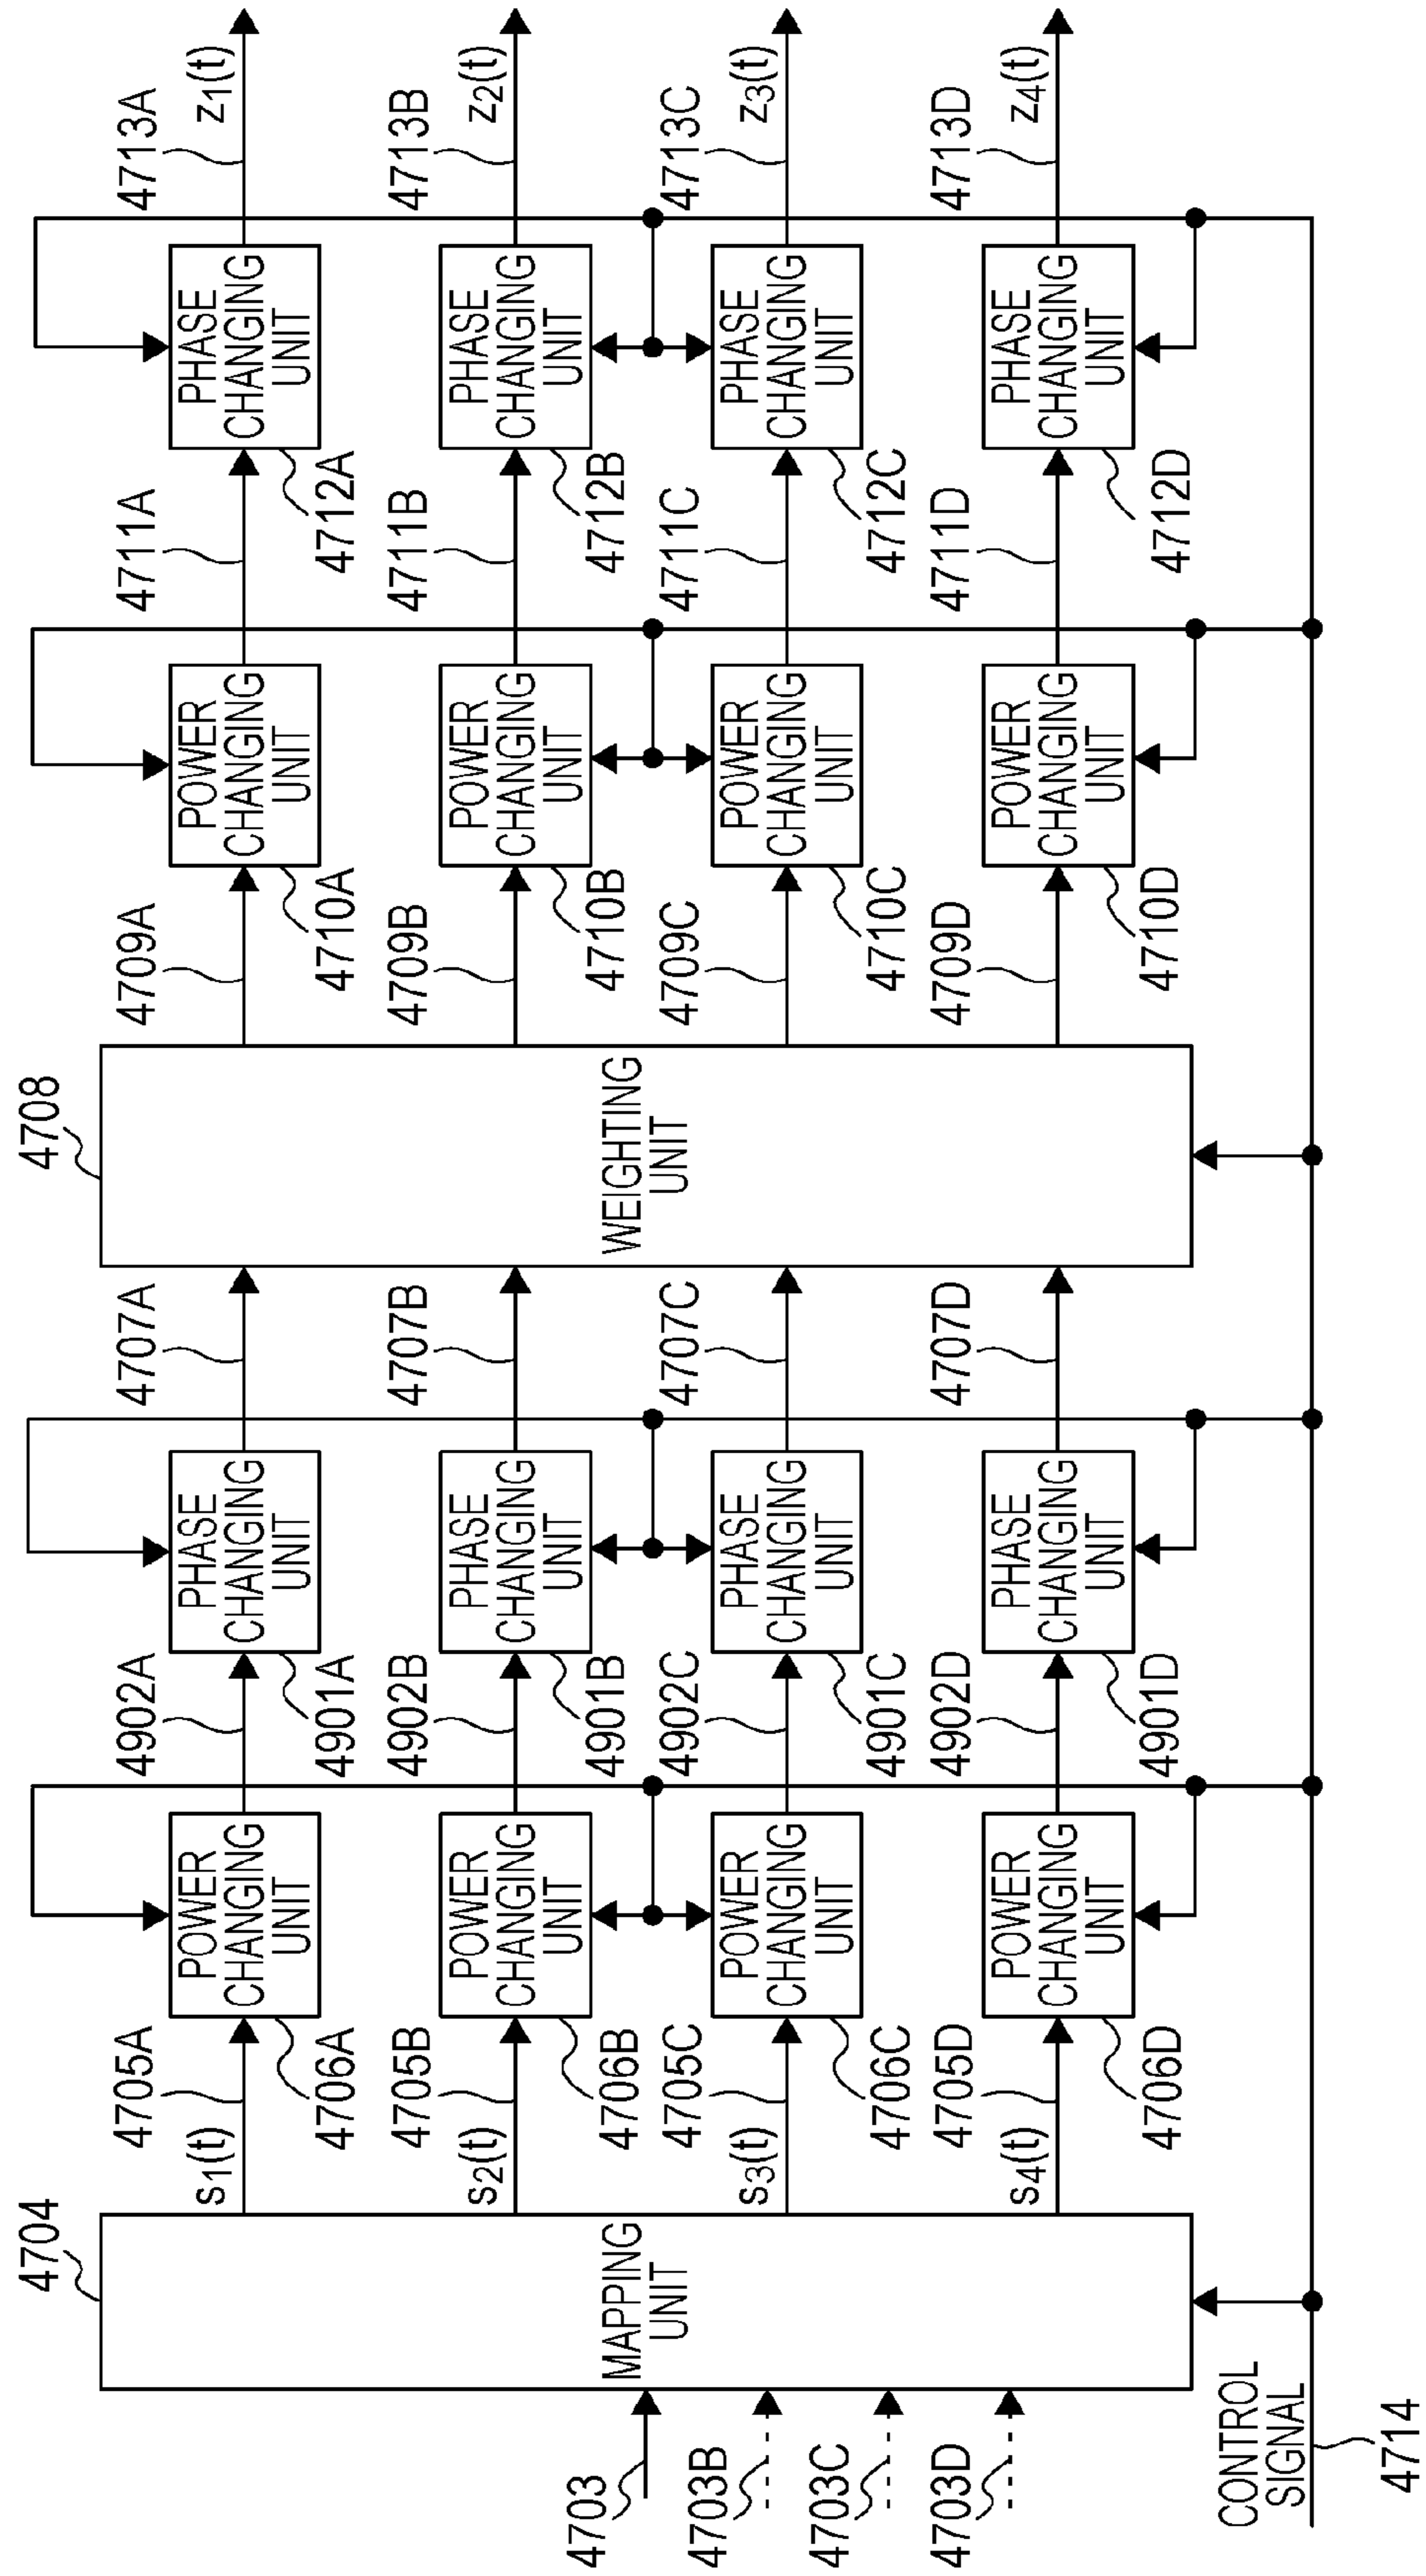 4704
4708
4703
4703B
4703C
4703D
MAPPING
UNIT
s1(t)
4705A
s2(t)
4705B
s3(t)
4705C
s4(t)
4705D
POWER
CHANGING
UNIT
4706A
POWER
CHANGING
UNIT
4706B
POWER
CHANGING
UNIT
4706C
POWER
CHANGING
UNIT
4706D
4902A
4902B
4902C
4902D
PHASE
CHANGING
UNIT
4901A
PHASE
CHANGING
UNIT
4901B
PHASE
CHANGING
UNIT
4901C
PHASE
CHANGING
UNIT
4901D
4707A
4707B
4707C
4707D
WEIGHTING
UNIT
4709A
4709B
4709C
4709D
POWER
CHANGING
UNIT
4710A
POWER
CHANGING
UNIT
4710B
POWER
CHANGING
UNIT
4710C
POWER
CHANGING
UNIT
4710D
4711A
4711B
4711C
4711D
PHASE
CHANGING
UNIT
4712A
PHASE
CHANGING
UNIT
4712B
PHASE
CHANGING
UNIT
4712C
PHASE
CHANGING
UNIT
4712D
4713A
z1(t)
4713B
z2(t)
4713C
z3(t)
4713D
z4(t)
CONTROL
SIGNAL
4714